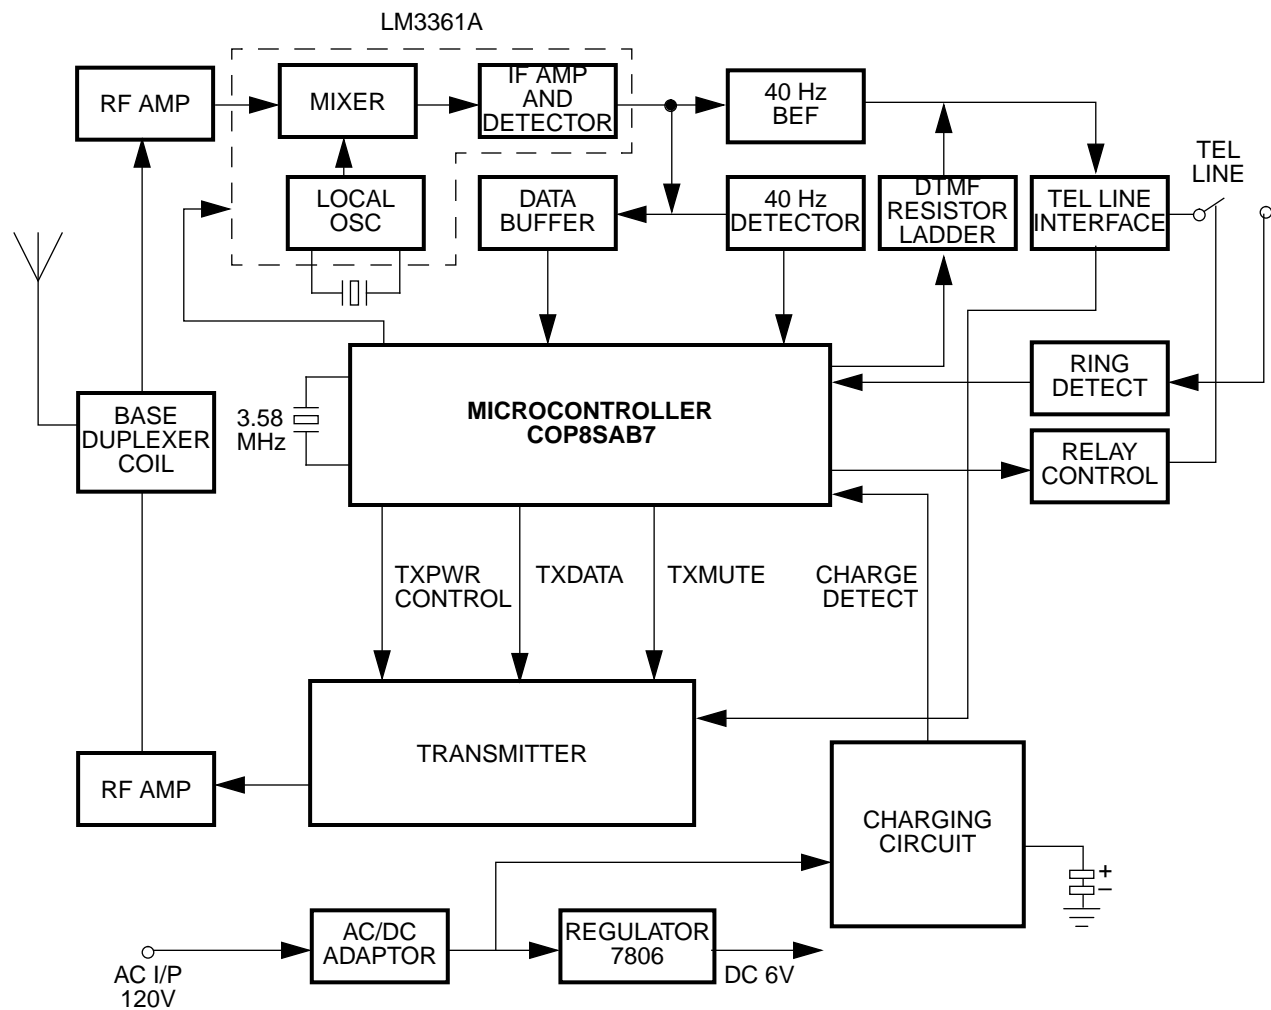 LM3361A
RF AMP
MIXER
IF AMP
AND
DETECTOR
40 Hz
BEF
TEL
LINE
LOCAL
OSC
DATA
BUFFER
40 Hz
DETECTOR
DTMF
RESISTOR
LADDER
TEL LINE
INTERFACE
BASE
DUPLEXER
COIL
3.58
MHz
MICROCONTROLLER
COP8SAB7
RING
DETECT
RELAY
CONTROL
TXPWR
CONTROL
TXDATA
TXMUTE
CHARGE
DETECT
RF AMP
TRANSMITTER
CHARGING
CIRCUIT
+
−
AC I/P
120V
AC/DC
ADAPTOR
REGULATOR
7806
DC 6V